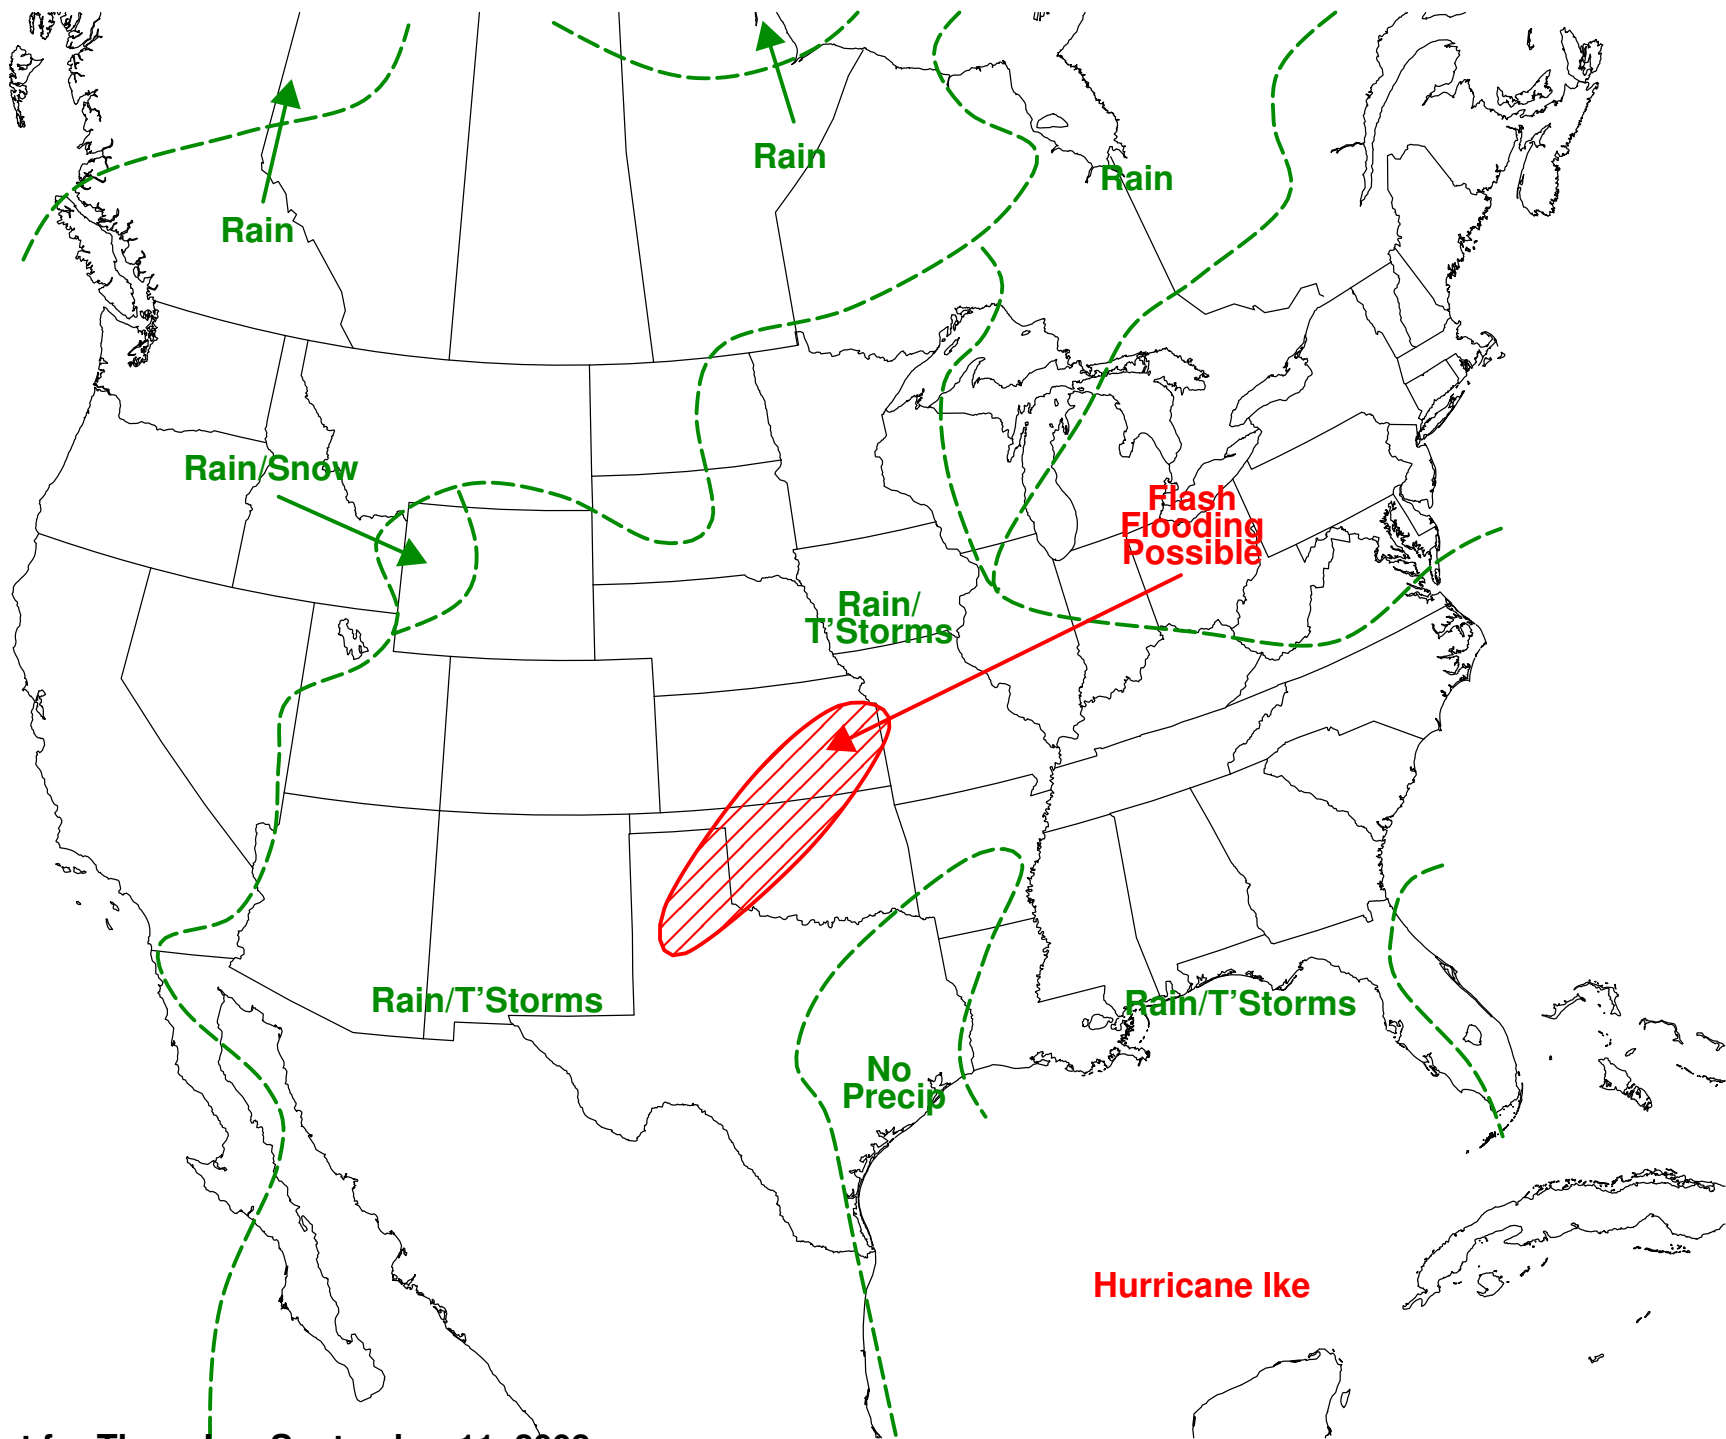 Rain
Rain
Rain
Rain/Snow
Flash
Flooding
Possible
Rain/
T'Storms
Rain/T'Storms
Rain/T'Storms
No
Precip
Hurricane Ike